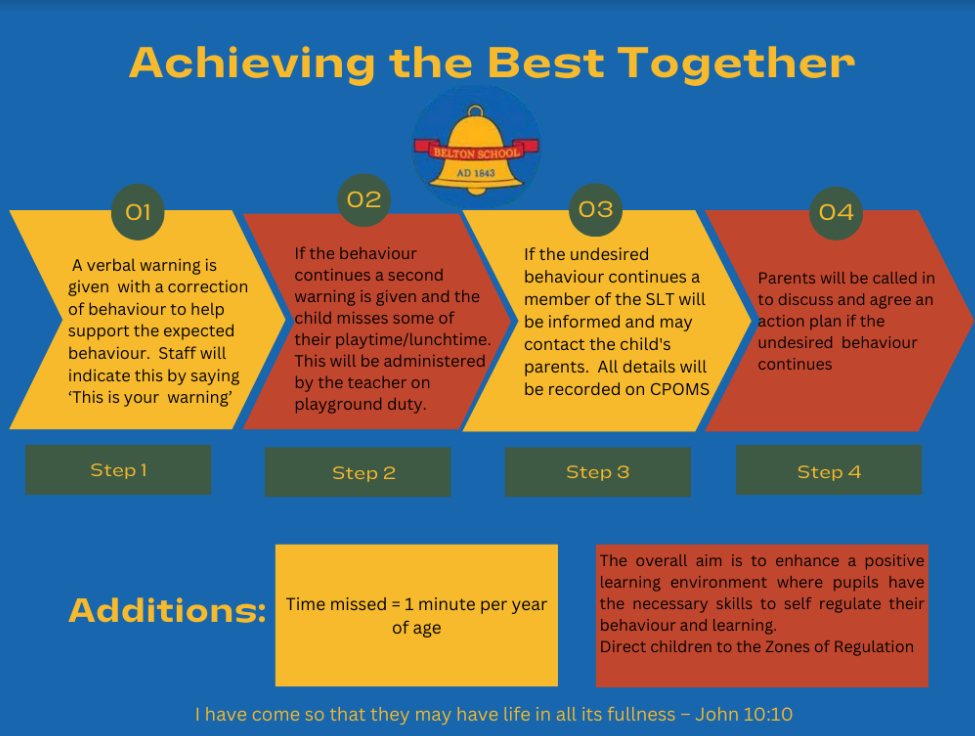 Achieving the Best Together
BELTON SCHOOL
AD 1843
01
A verbal warning is
given with a correction
of behaviour to help
support the expected
behaviour. Staff will
indicate this by saying
‘This is your warning’
Step 1
02
If the behaviour
continues a second
warning is given and the
child misses some of
their playtime/lunchtime.
This will be administered
by the teacher on
playground duty.
Step 2
03
If the undesired
behaviour continues a
member of the SLT will
be informed and may
contact the child's
parents. All details will
be recorded on CPOMS
Step 3
04
Parents will be called in
to discuss and agree an
action plan if the
undesired behaviour
continues
Step 4
Additions:
Time missed = 1 minute per year
of age
The overall aim is to enhance a positive
learning environment where pupils have
the necessary skills to self regulate their
behaviour and learning.
Direct children to the Zones of Regulation
I have come so that they may have life in all its fullness – John 10:10